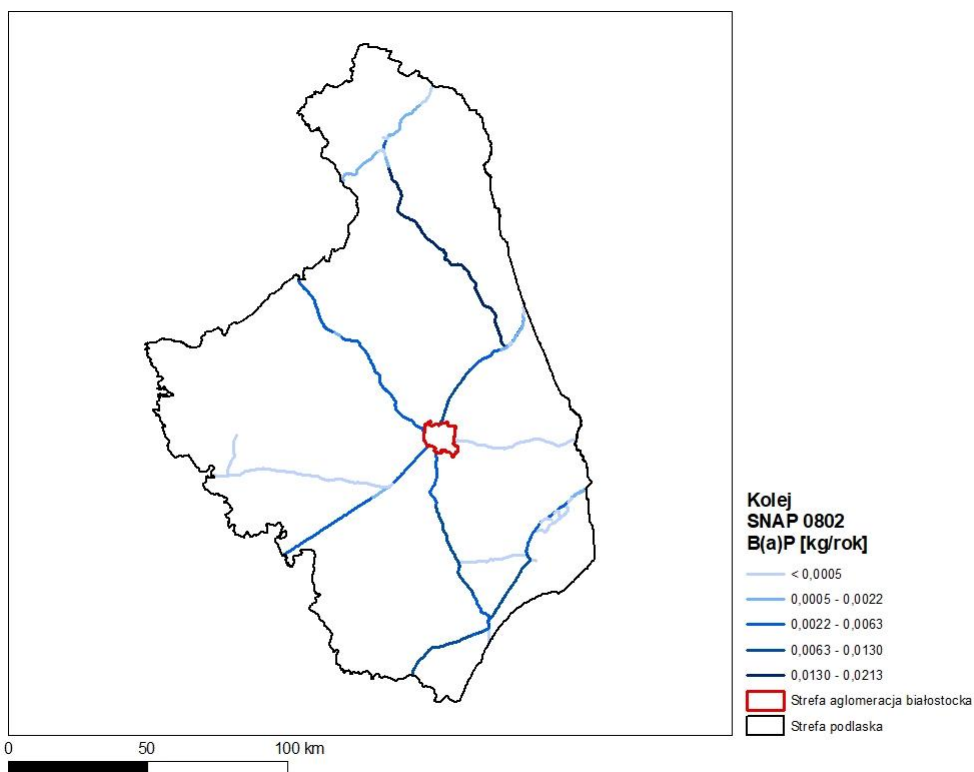 Kolej
SNAP 0802
B(a)P [kg/rok]
< 0,0005
0,0005 - 0,0022
0,0022 - 0,0063
0,0063 - 0,0130
0,0130 - 0,0213
Strefa aglomeracja białostocka
Strefa podlaska
0 50 100 km